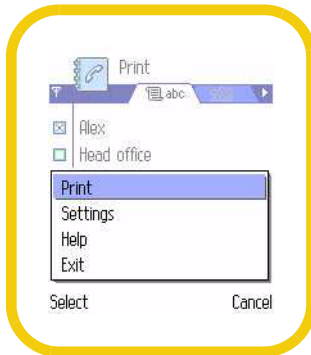 Print
abc
Alex
Head office
Print
Settings
Help
Exit
Select Cancel